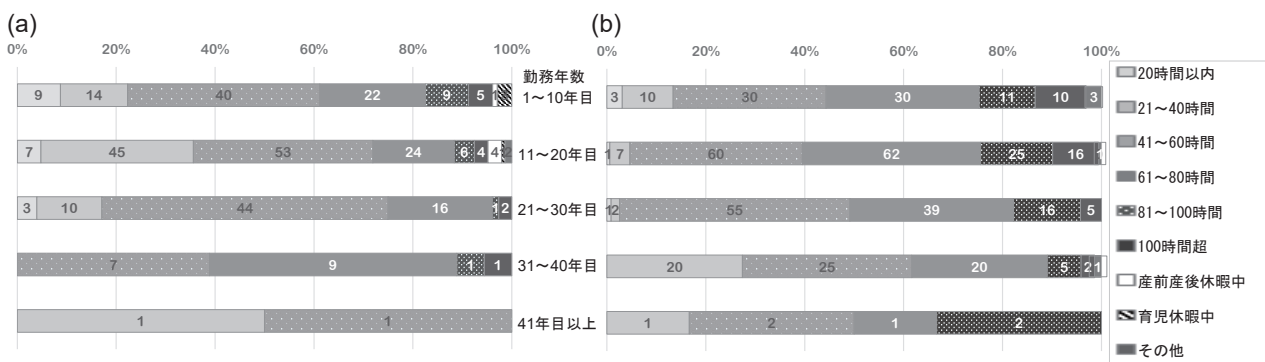 (a) (b)
0% 20% 40% 60% 80% 100% 0% 20% 40% 60% 80% 100%
勤務年数
9 14 40 22 9 5 1 1～10年目 3 10 30 30 11 10 3
7 45 53 24 6 4 4 2 11～20年目 1 7 60 62 25 16 1
3 10 44 16 1 2 21～30年目 1 2 55 39 16 5
7 9 1 1 31～40年目 20 25 20 5 2 1
1 1 41年目以上 1 2 1 2
20時間以内
21～40時間
41～60時間
61～80時間
81～100時間
100時間超
産前産後休暇中
育児休暇中
その他